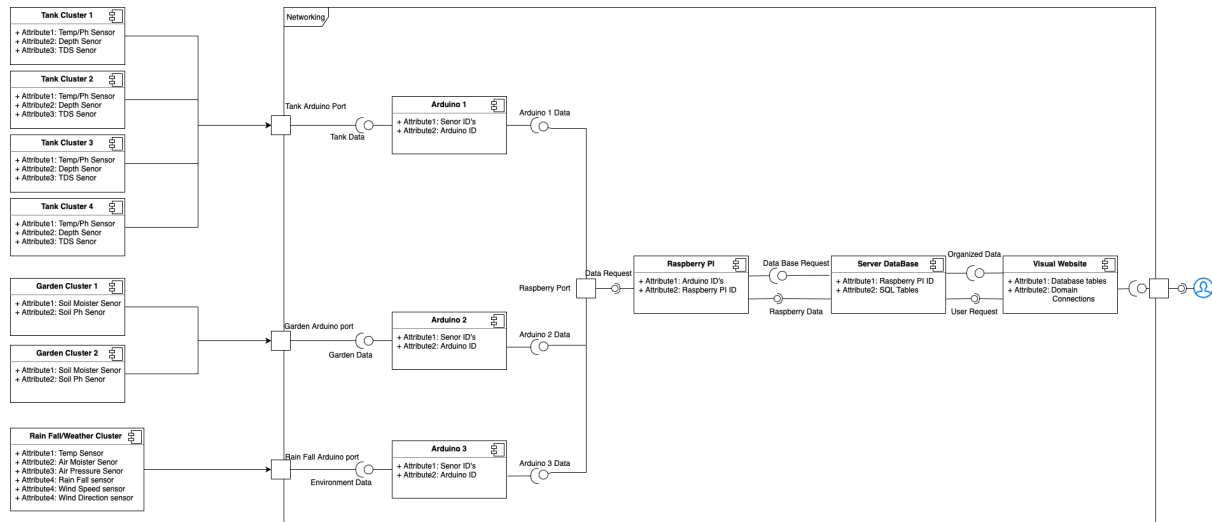 Tank Cluster 1
+ Attribute1: Temp/Ph Sensor
+ Attribute2: Depth Senor
+ Attribute3: TDS Senor
Tank Cluster 2
+ Attribute1: Temp/Ph Sensor
+ Attribute2: Depth Senor
+ Attribute3: TDS Senor
Tank Cluster 3
+ Attribute1: Temp/Ph Sensor
+ Attribute2: Depth Senor
+ Attribute3: TDS Senor
Tank Cluster 4
+ Attribute1: Temp/Ph Sensor
+ Attribute2: Depth Senor
+ Attribute3: TDS Senor
Garden Cluster 1
+ Attribute1: Soil Moister Senor
+ Attribute2: Soil Ph Senor
Garden Cluster 2
+ Attribute1: Soil Moister Senor
+ Attribute2: Soil Ph Senor
Rain Fall/Weather Cluster
+ Attribute1: Temp Sensor
+ Attribute2: Air Moister Senor
+ Attribute3: Air Pressure Senor
+ Attribute4: Rain Fall sensor
+ Attribute4: Wind Speed sensor
+ Attribute4: Wind Direction sensor
Networking
Tank Arduino Port
Tank Data
Arduino 1
+ Attribute1: Senor ID's
+ Attribute2: Arduino ID
Arduino 1 Data
Garden Arduino port
Garden Data
Arduino 2
+ Attribute1: Senor ID's
+ Attribute2: Arduino ID
Arduino 2 Data
Rain Fall Arduino port
Environment Data
Arduino 3
+ Attribute1: Senor ID's
+ Attribute2: Arduino ID
Arduino 3 Data
Raspberry Port
Data Request
Raspberry PI
+ Attribute1: Arduino ID's
+ Attribute2: Raspberry PI ID
Data Base Request
Raspberry Data
Server DataBase
+ Attribute1: Raspberry PI ID
+ Attribute2: SQL Tables
Organized Data
User Request
Visual Website
+ Attribute1: Database tables
+ Attribute2: Domain
Connections